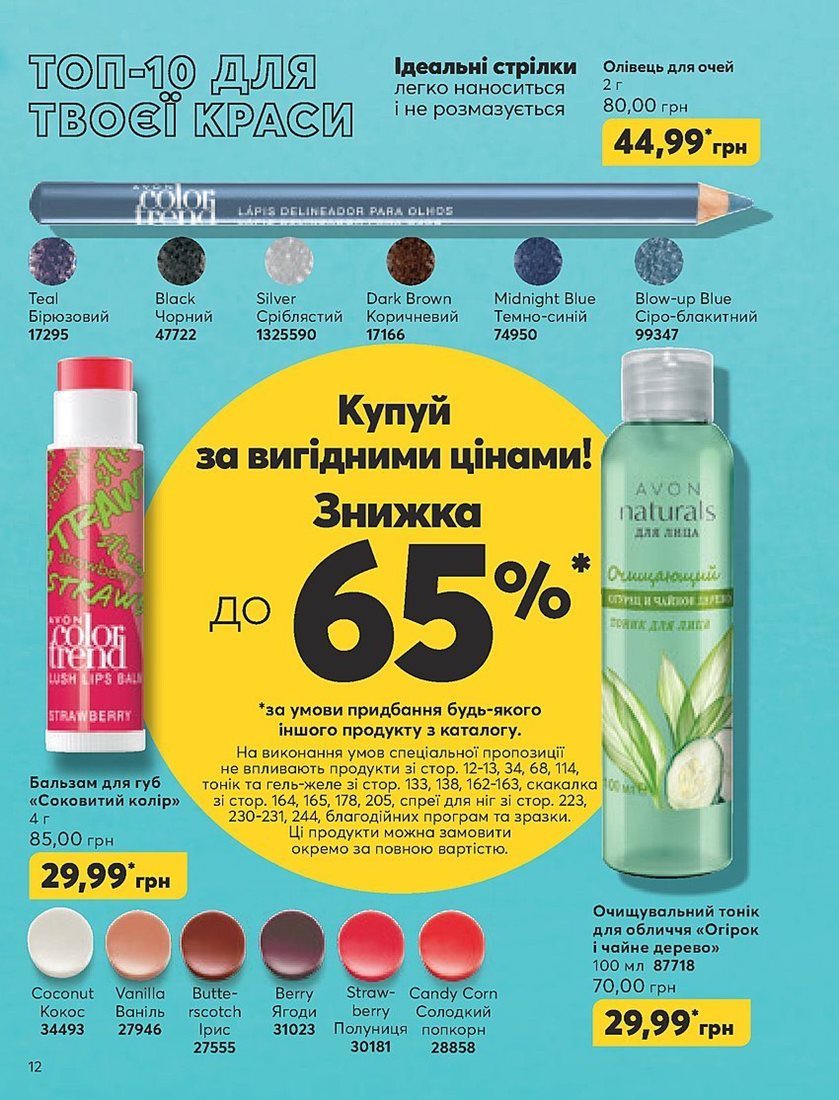 ТОП-10 ДЛЯ
ТВОЄЇ КРАСИ
Ідеальні стрілки
легко наноситься
і не розмазується
Олівець для очей
2 г
80,00 грн
44,99* грн
AVON
color
trend
LÁPIS DELINEADOR PARA OLHOS
Teal
Бірюзовий
17295
Black
Чорний
47722
Silver
Сріблястий
1325590
Dark Brown
Коричневий
17166
Midnight Blue
Темно-синій
74950
Blow-up Blue
Сіро-блакитний
99347
Купуй
за вигідними цінами!
Знижка
до 65%*
*за умови придбання будь-якого
іншого продукту з каталогу.
На виконання умов спеціальної пропозиції
не впливають продукти зі стор. 12-13, 34, 68, 114,
тонік та гель-желе зі стор. 133, 138, 162-163, скакалка
зі стор. 164, 165, 178, 205, спреї для ніг зі стор. 223,
230-231, 244, благодійних програм та зразки.
Ці продукти можна замовити
окремо за повною вартістю.
strawberry
AVON
color
trend
LUSH LIPS BALM
STRAWBERRY
Бальзам для губ
«Соковитий колір»
4 г
85,00 грн
29,99* грн
AVON
naturals
ДЛЯ ЛИЦА
Очищающий
ОГУРЕЦ И ЧАЙНОЕ ДЕРЕВО
ТОНИК ДЛЯ ЛИЦА
100 мл
Очищувальний тонік
для обличчя «Огірок
і чайне дерево»
100 мл 87718
70,00 грн
29,99* грн
Coconut
Кокос
34493
Vanilla
Ваніль
27946
Butte-
rscotch
Ірис
27555
Berry
Ягоди
31023
Straw-
berry
Полуниця
30181
Candy Corn
Солодкий
попкорн
28858
12